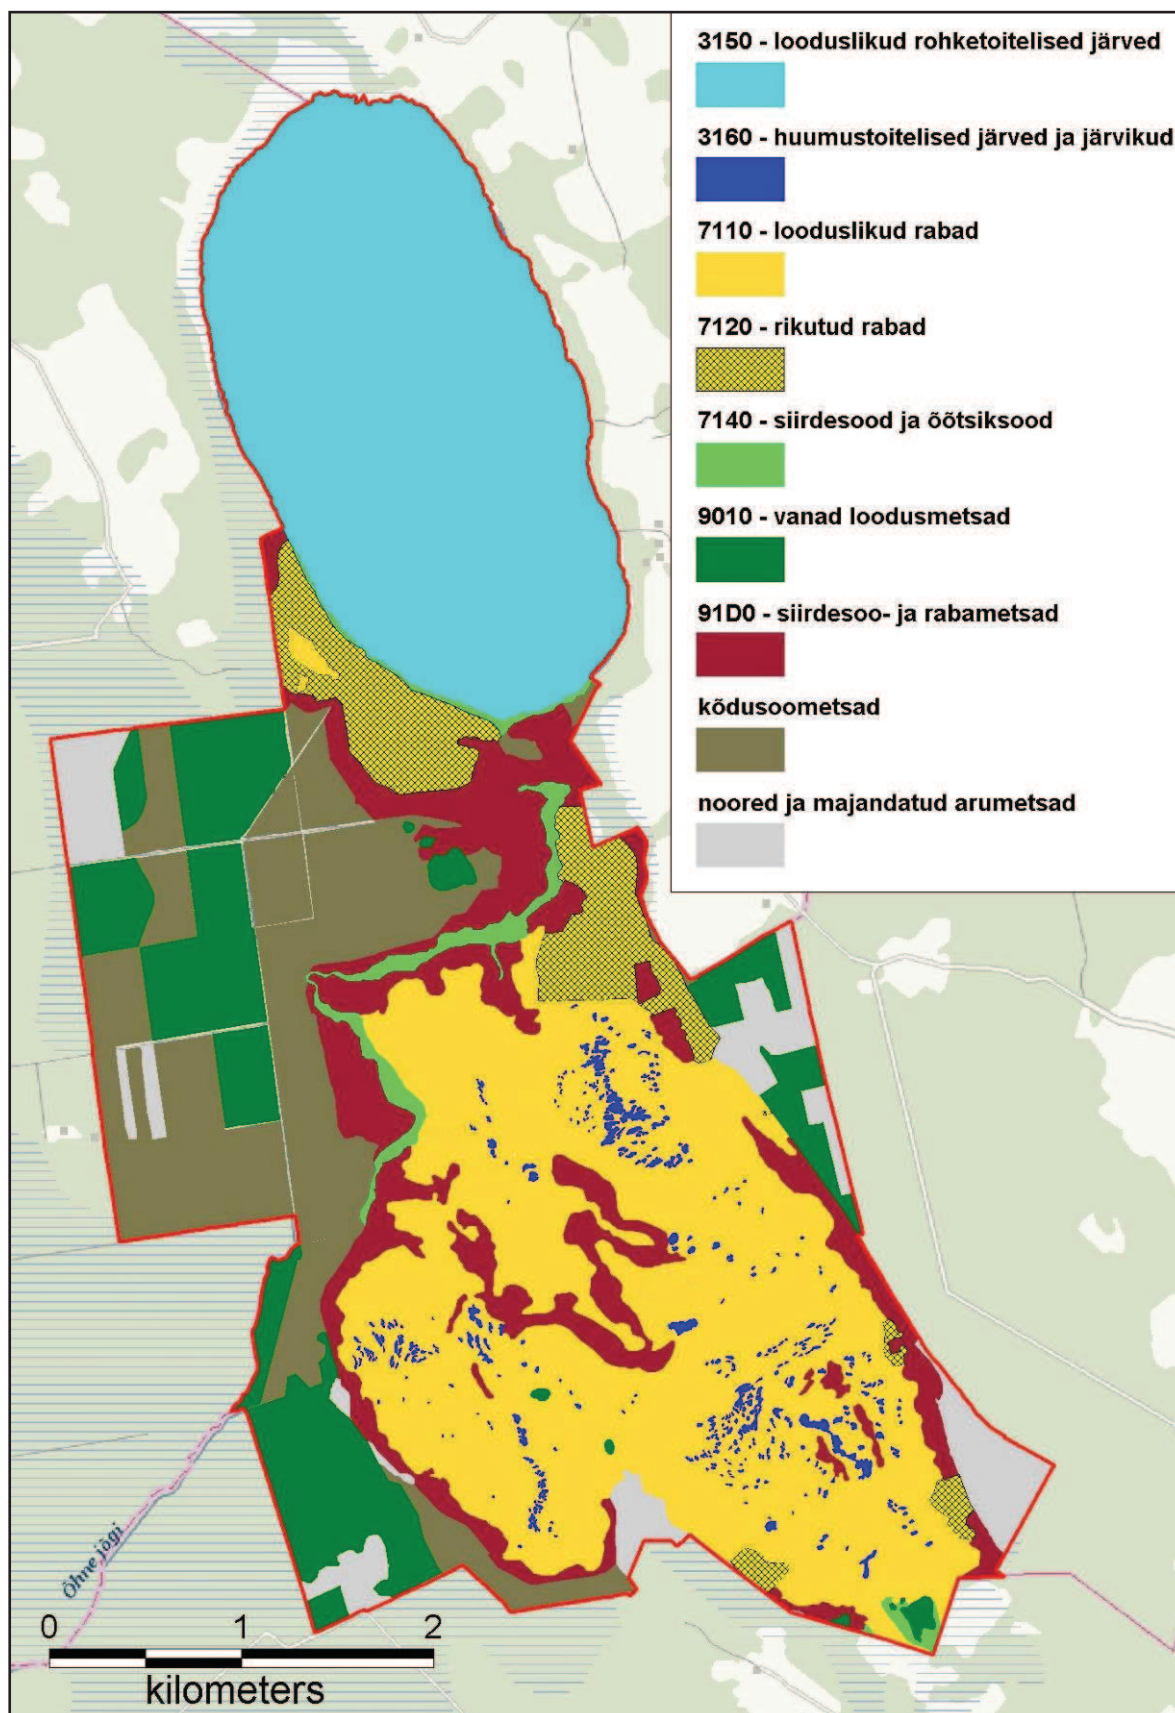 3150 - looduslikud rohketoitelised järved
3160 - huumustoitelised järved ja järvikud
7110 - looduslikud rabad
7120 - rikutud rabad
7140 - siirdesood ja õõtsiksood
9010 - vanad loodusmetsad
91D0 - siirdesoo- ja rabametsad
kõdusoometsad
noored ja majandatud arumetsad
Õhne jõgi
0 1 2
kilometers